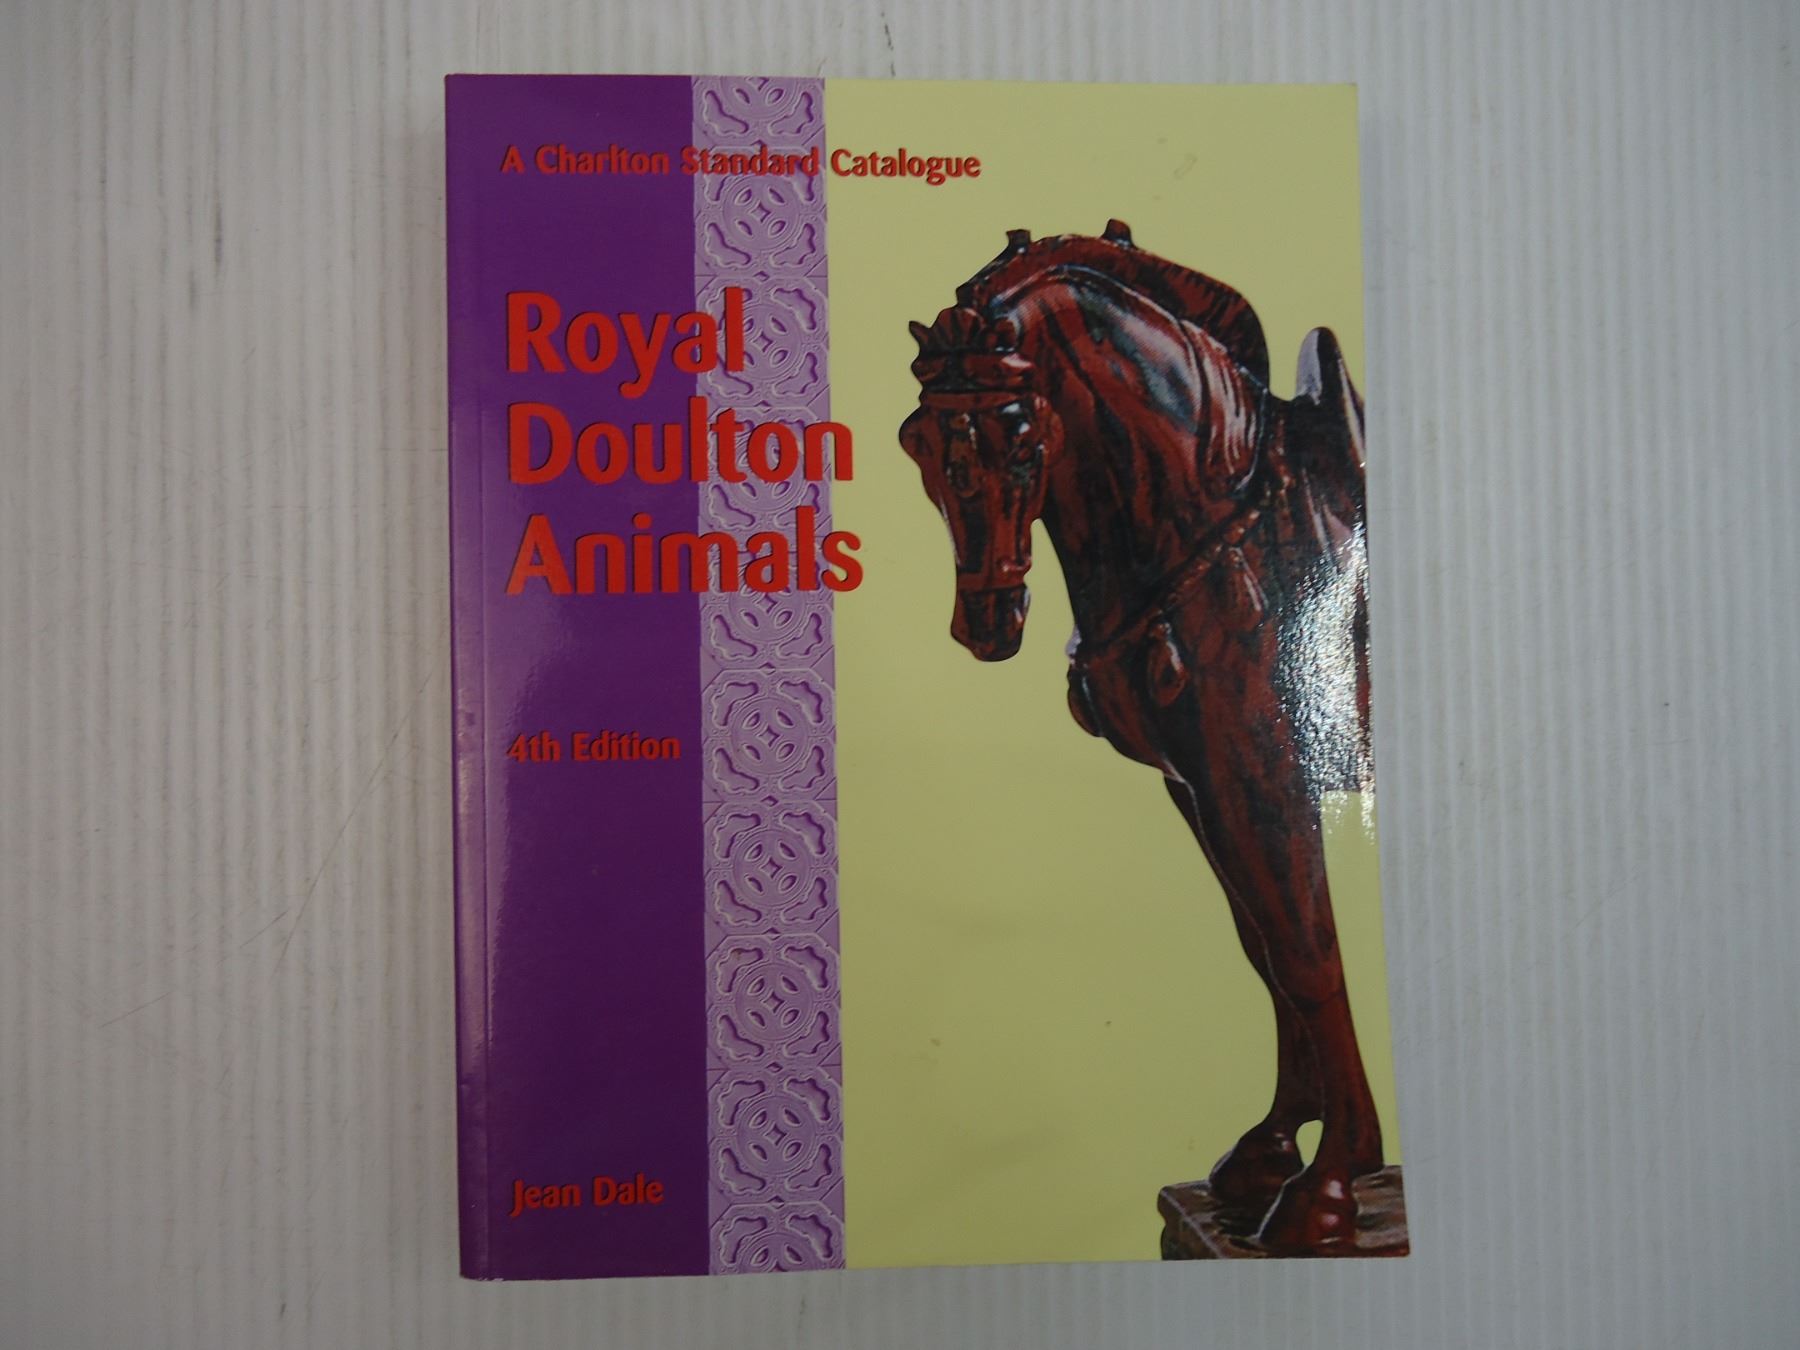 A Charlton Standard Catalogue
Royal
Doulton
Animals
4th Edition
Jean Dale